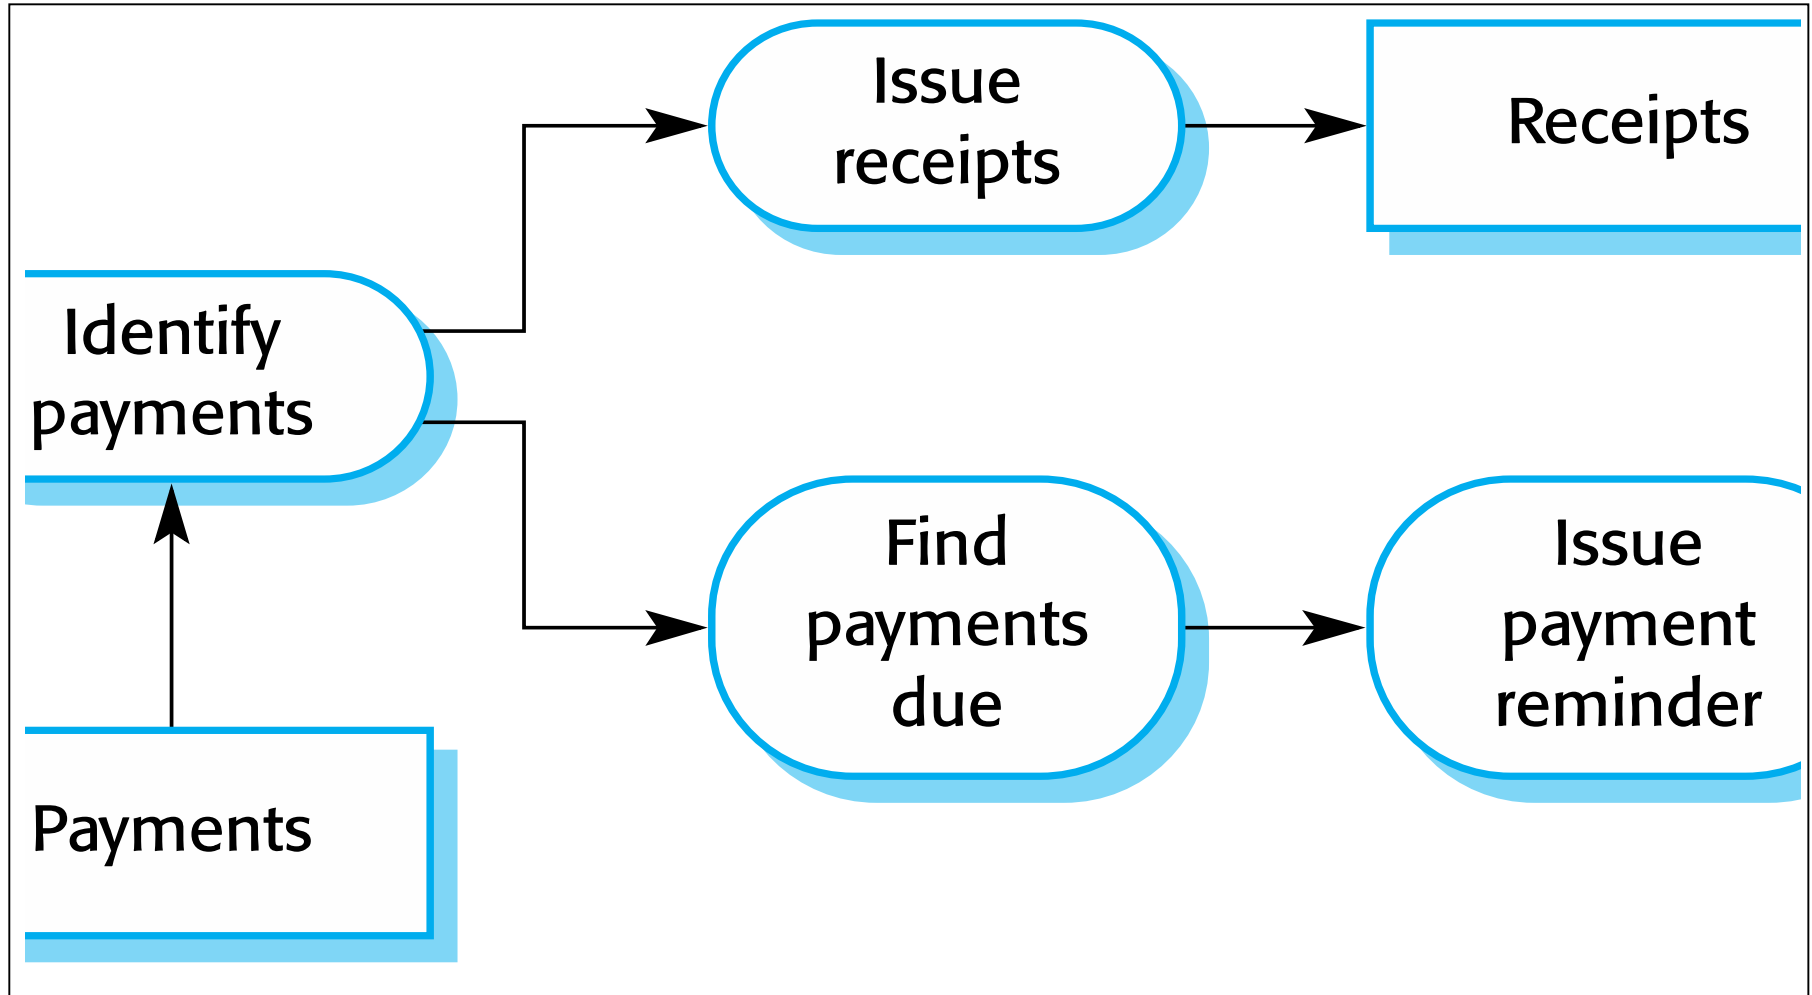 Issue
receipts
Receipts
Identify
payments
Find
payments
due
Issue
payment
reminder
Payments